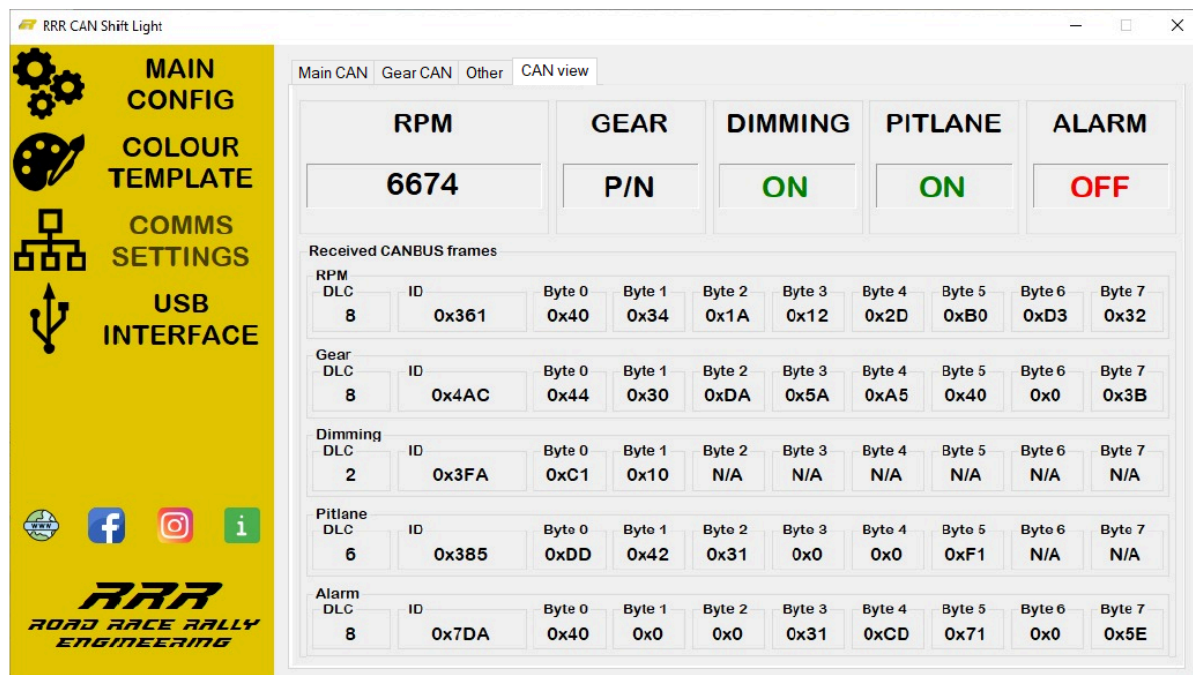 RRR CAN Shift Light
MAIN
CONFIG
COLOUR
TEMPLATE
COMMS
SETTINGS
USB
INTERFACE
www
i
RRR
ROAD RACE RALLY
ENGINEERING
Main CAN Gear CAN Other CAN view
RPM GEAR DIMMING PITLANE ALARM
6674 P/N ON ON OFF
Received CANBUS frames
RPM
DLC ID Byte 0 Byte 1 Byte 2 Byte 3 Byte 4 Byte 5 Byte 6 Byte 7
8 0x361 0x40 0x34 0x1A 0x12 0x2D 0xB0 0xD3 0x32
Gear
DLC ID Byte 0 Byte 1 Byte 2 Byte 3 Byte 4 Byte 5 Byte 6 Byte 7
8 0x4AC 0x44 0x30 0xDA 0x5A 0xA5 0x40 0x0 0x3B
Dimming
DLC ID Byte 0 Byte 1 Byte 2 Byte 3 Byte 4 Byte 5 Byte 6 Byte 7
2 0x3FA 0xC1 0x10 N/A N/A N/A N/A N/A N/A
Pitlane
DLC ID Byte 0 Byte 1 Byte 2 Byte 3 Byte 4 Byte 5 Byte 6 Byte 7
6 0x385 0xDD 0x42 0x31 0x0 0x0 0xF1 N/A N/A
Alarm
DLC ID Byte 0 Byte 1 Byte 2 Byte 3 Byte 4 Byte 5 Byte 6 Byte 7
8 0x7DA 0x40 0x0 0x0 0x31 0xCD 0x71 0x0 0x5E